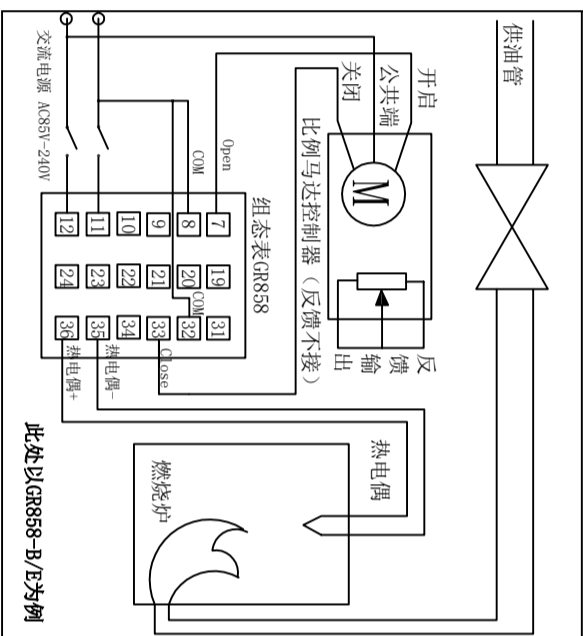 供油管
开启
公共端
关闭
M
比例马达控制器（反馈不接）
反
馈
输
出
交流电源 AC85V-240V
Open
COM
组态表GR858
7
8
9
10
11
12
19
20
21
22
23
24
COM
31
32
33
34
35
36
Close
热电偶-
热电偶+
热电偶
燃烧炉
此处以GR858-B/E为例